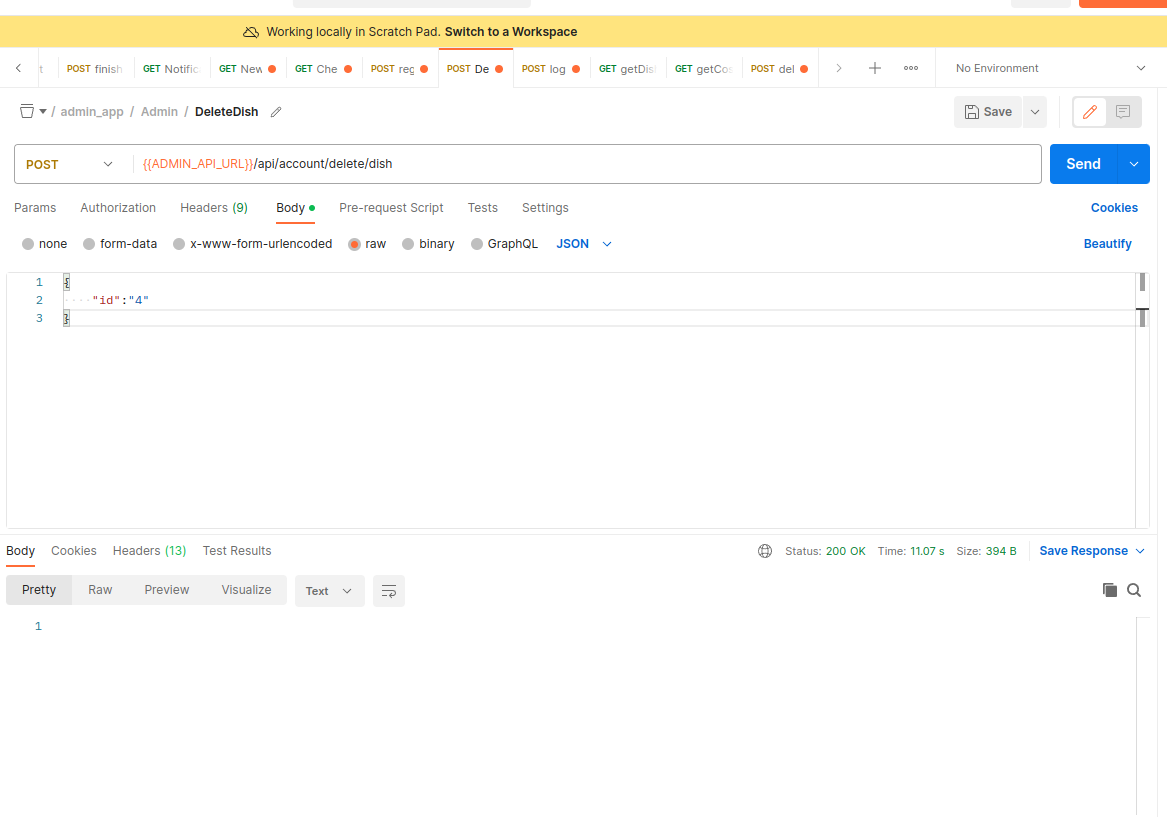 Working locally in Scratch Pad. Switch to a Workspace
t POST finish GET Notific GET New GET Che POST reg POST De POST log GET getDis GET getCos POST del No Environment
/ admin_app / Admin / DeleteDish Save
POST {{ADMIN_API_URL}}/api/account/delete/dish Send
Params Authorization Headers (9) Body Pre-request Script Tests Settings Cookies
none form-data x-www-form-urlencoded raw binary GraphQL JSON Beautify
1 {
2 "id":"4"
3 }
Body Cookies Headers (13) Test Results Status: 200 OK Time: 11.07 s Size: 394 B Save Response
Pretty Raw Preview Visualize Text
1